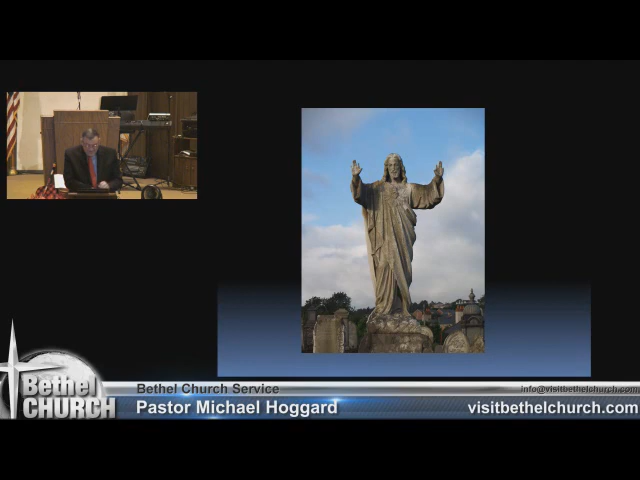 Bethel
CHURCH
Bethel Church Service
info@visitbethelchurch.com
Pastor Michael Hoggard
visitbethelchurch.com